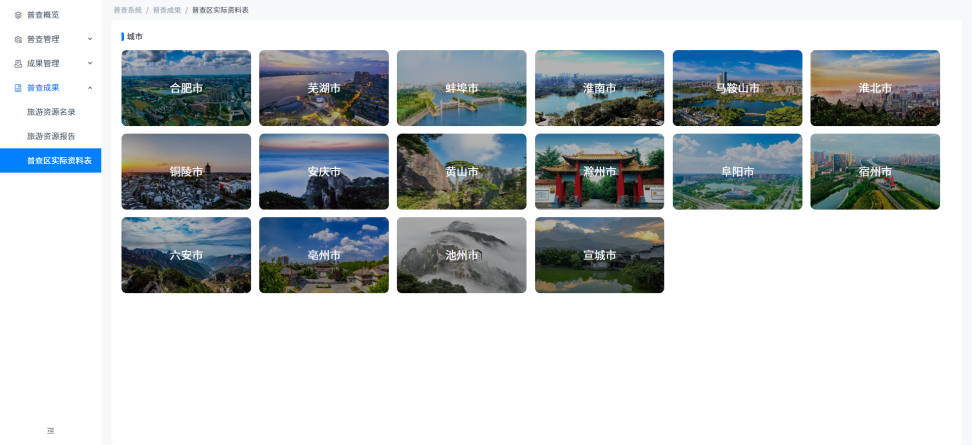 普查概览
普查管理
成果管理
普查成果
旅游资源名录
旅游资源报告
普查区实际资料表
普查系统 / 普查成果 / 普查区实际资料表
城市
合肥市 芜湖市 蚌埠市 淮南市 马鞍山市 淮北市
铜陵市 安庆市 黄山市 滁州市 阜阳市 宿州市
六安市 亳州市 池州市 宣城市